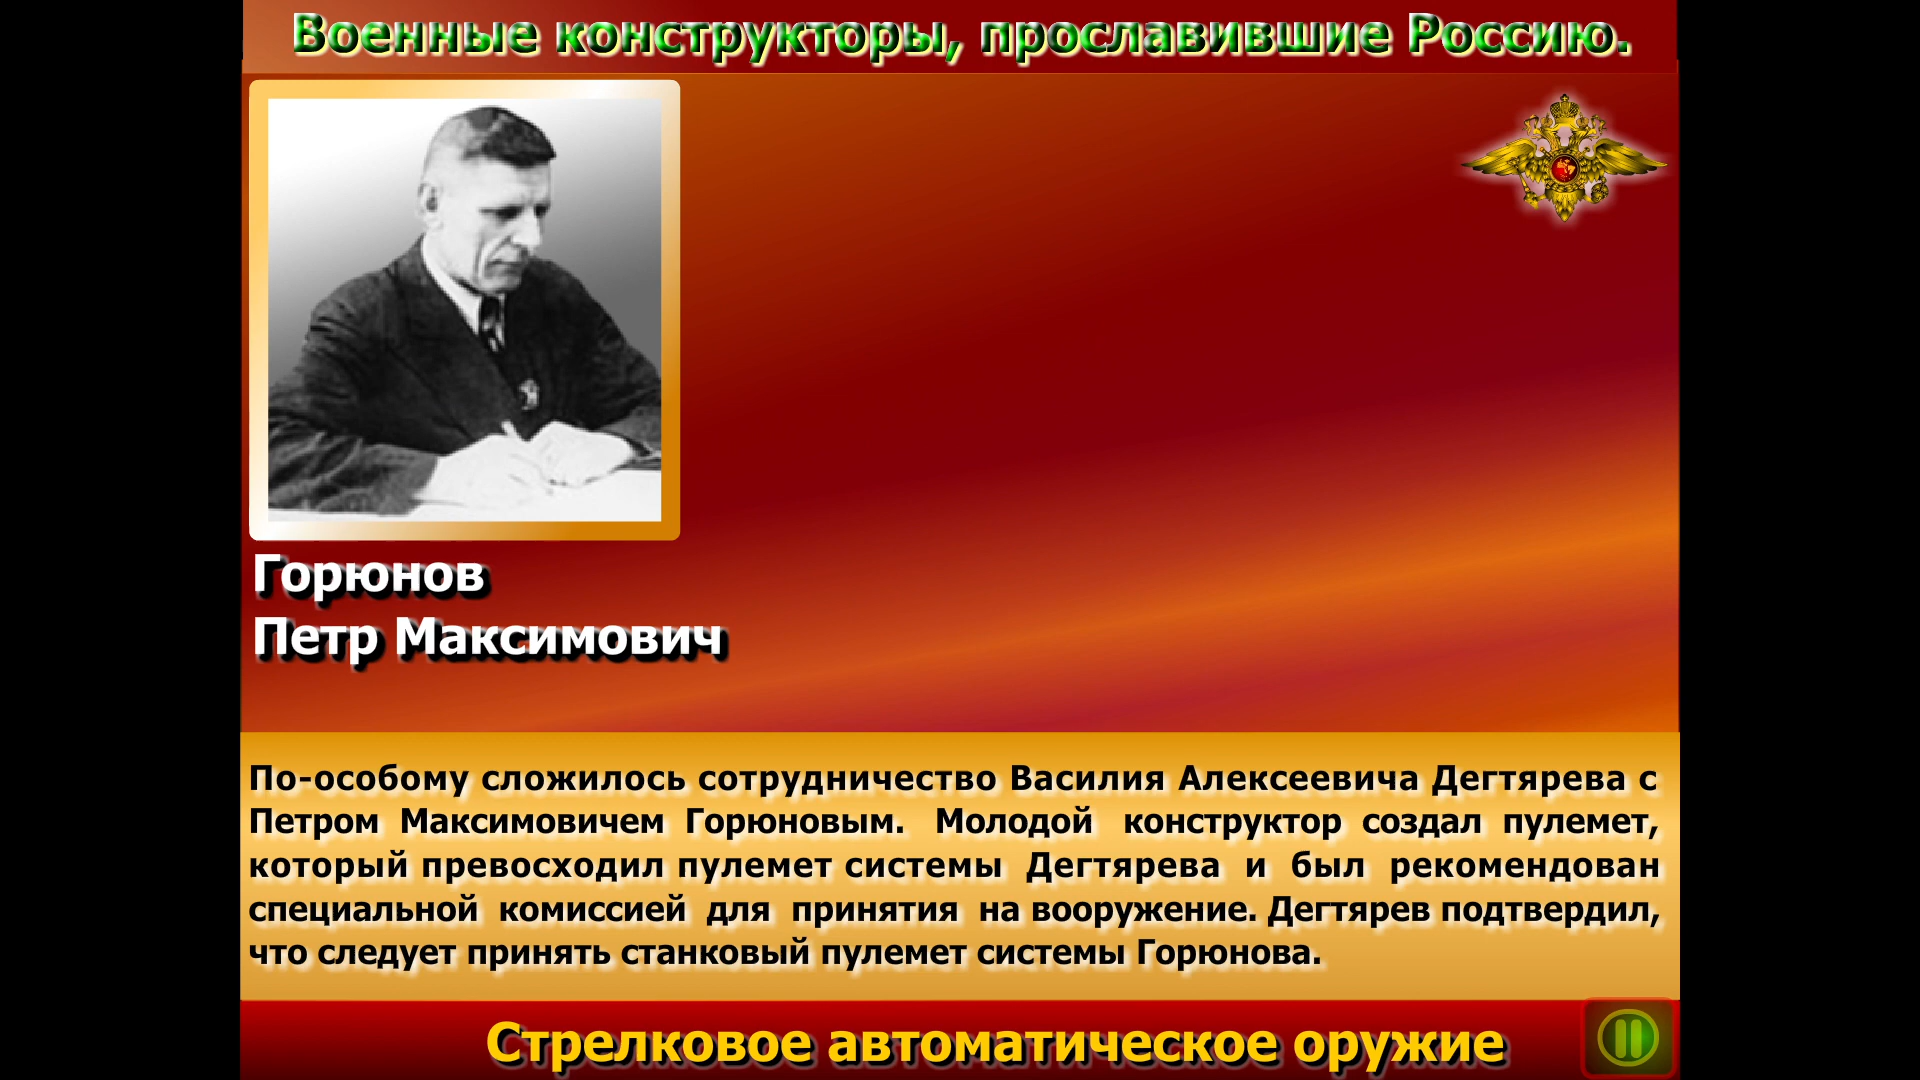 Военные конструкторы, прославившие Россию.
Горюнов
Петр Максимович
По-особому сложилось сотрудничество Василия Алексеевича Дегтярева с
Петром Максимовичем Горюновым. Молодой конструктор создал пулемет,
который превосходил пулемет системы Дегтярева и был рекомендован
специальной комиссией для принятия на вооружение. Дегтярев подтвердил,
что следует принять станковый пулемет системы Горюнова.
Стрелковое автоматическое оружие